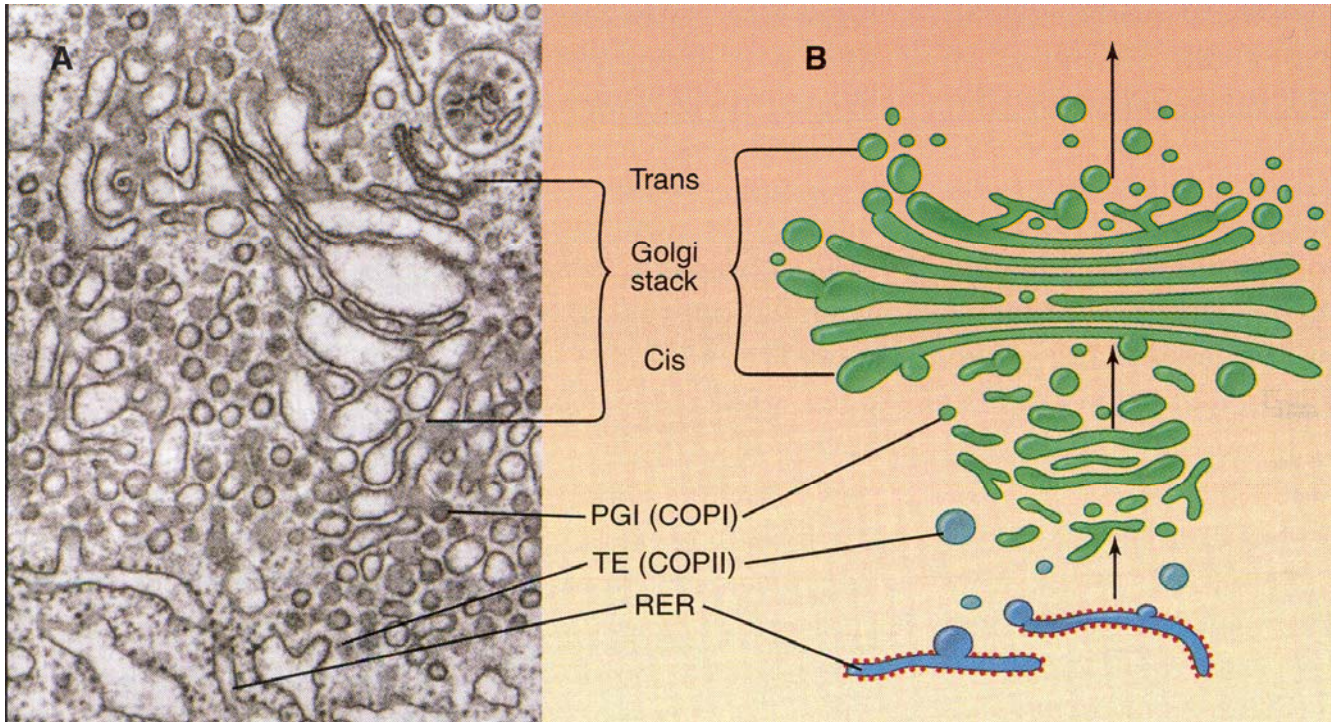 A
B
Trans
Golgi
stack
Cis
PGI (COPI)
TE (COPII)
RER